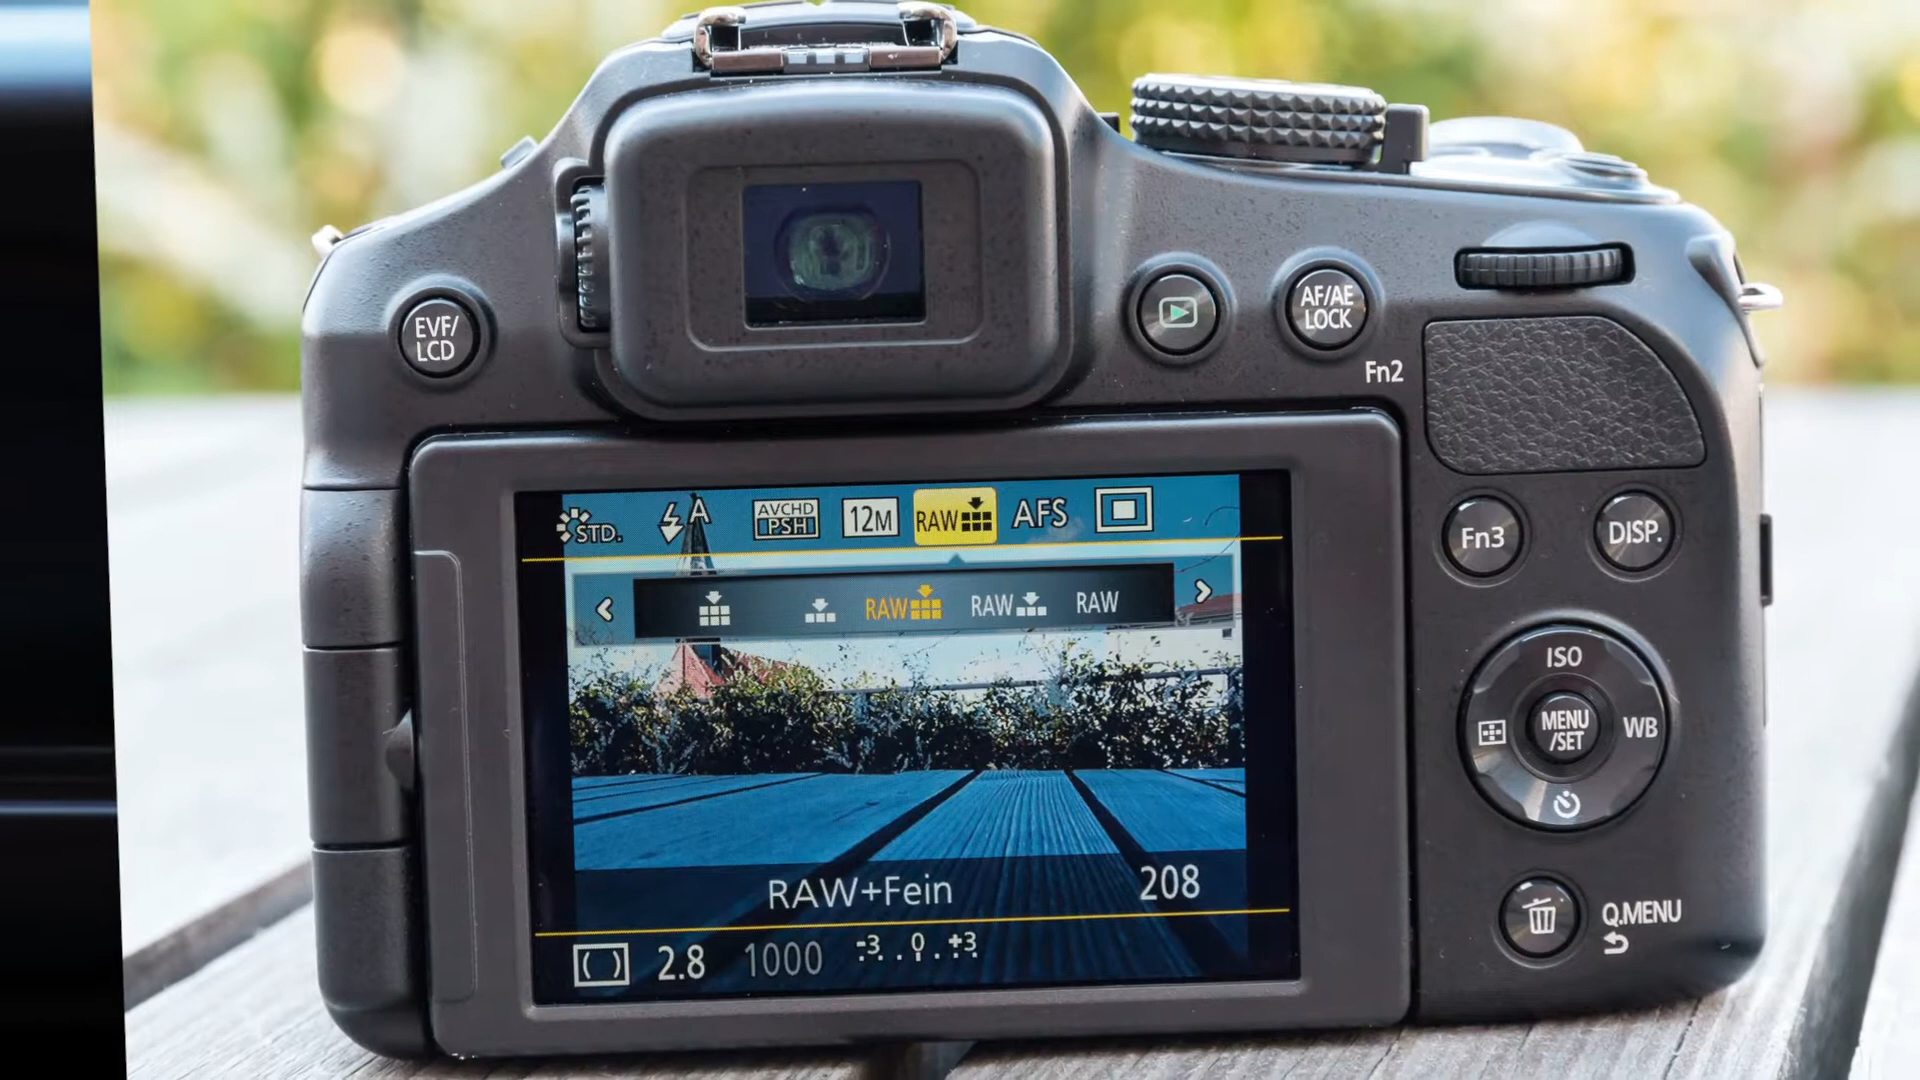 EVF/
LCD
AF/AE
LOCK
Fn2
STD.
A
AVCHD
PSH
12M
RAW
AFS
RAW
RAW
RAW
Fn3
DISP.
ISO
MENU
/SET
WB
RAW+Fein
208
Q.MENU
2.8
1000
-3 . . 0 . . +3